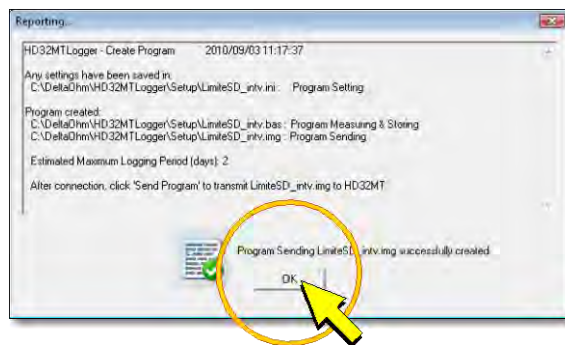 Reporting...
HD32MTLogger - Create Program 2010/09/03 11:17:37
Any settings have been saved in:
C:\DeltaOhm\HD32MTLogger\Setup\LimiteSD_intv.ini : Program Setting
Program created:
C:\DeltaOhm\HD32MTLogger\Setup\LimiteSD_intv.bas : Program Measuring & Storing
C:\DeltaOhm\HD32MTLogger\Setup\LimiteSD_intv.img : Program Sending
Estimated Maximum Logging Period (days): 2
After connection, click 'Send Program' to transmit LimiteSD_intv.img to HD32MT
Program Sending LimiteSD_intv.img successfully created.
OK